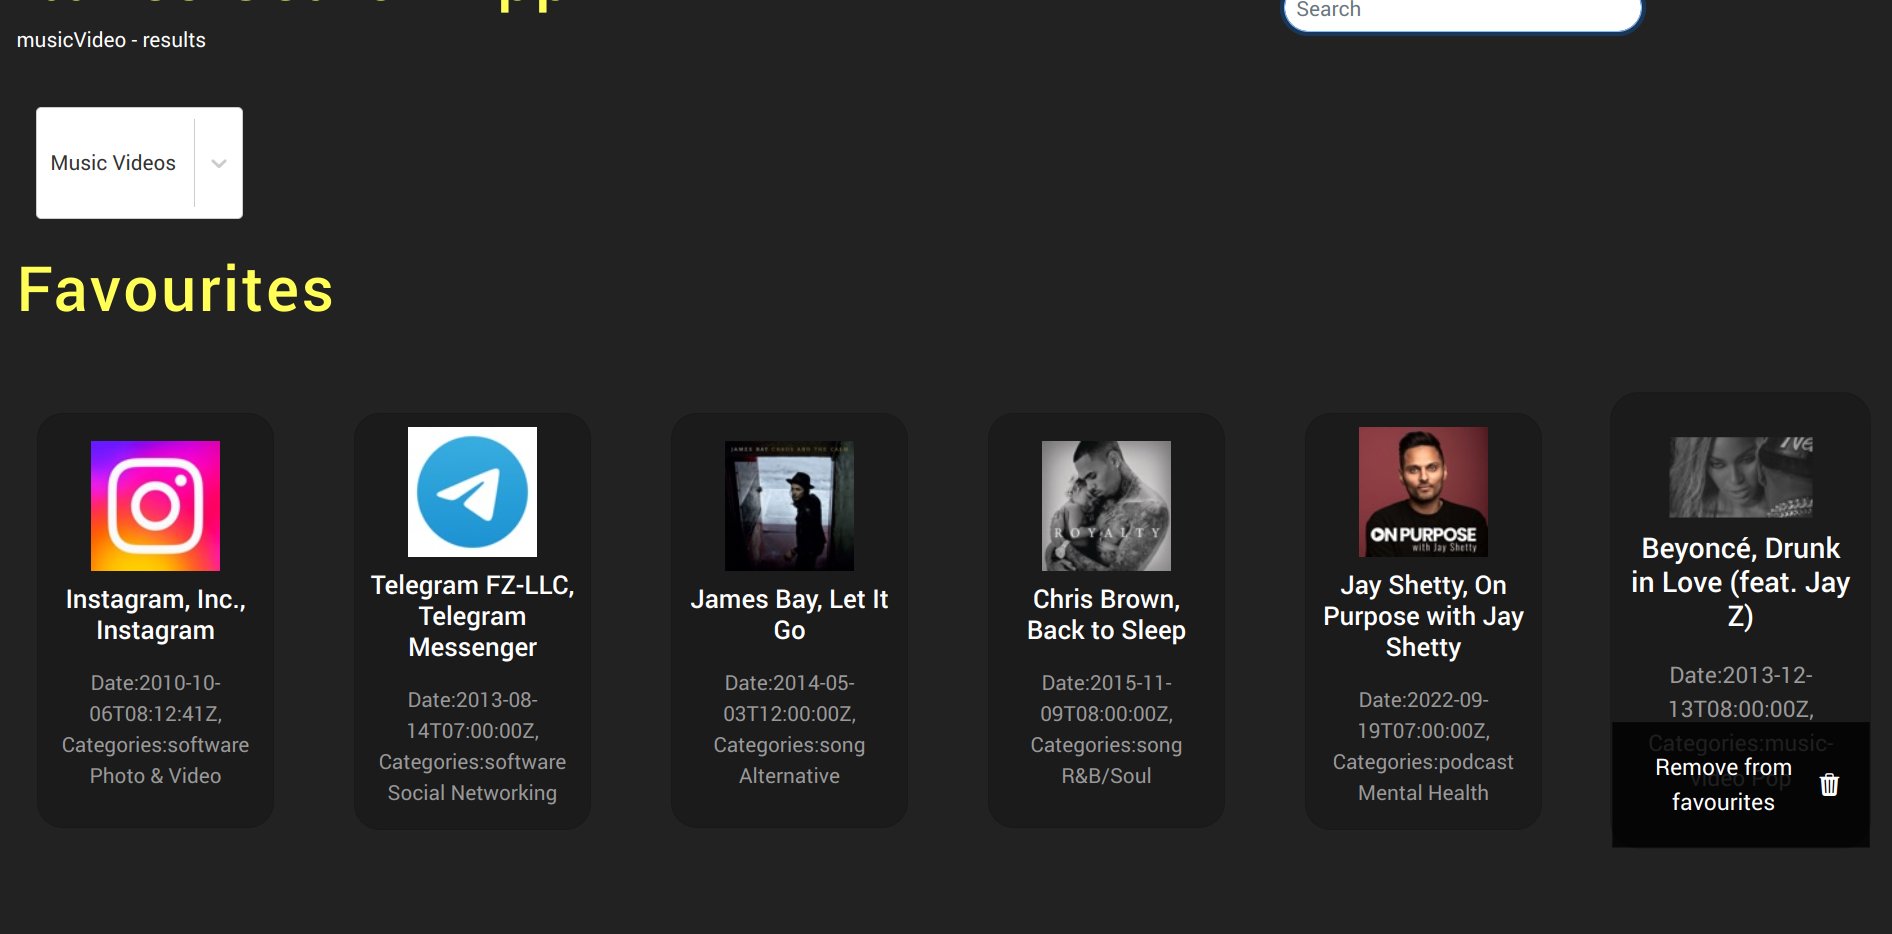 Search
musicVideo - results
Music Videos
Favourites
JAMES BAY CHAOS AND THE CALM
ROYALTY
ON PURPOSE
with Jay Shetty
Instagram, Inc.,
Instagram
Date:2010-10-
06T08:12:41Z,
Categories:software
Photo & Video
Telegram FZ-LLC,
Telegram
Messenger
Date:2013-08-
14T07:00:00Z,
Categories:software
Social Networking
James Bay, Let It
Go
Date:2014-05-
03T12:00:00Z,
Categories:song
Alternative
Chris Brown,
Back to Sleep
Date:2015-11-
09T08:00:00Z,
Categories:song
R&B/Soul
Jay Shetty, On
Purpose with Jay
Shetty
Date:2022-09-
19T07:00:00Z,
Categories:podcast
Mental Health
Beyoncé, Drunk
in Love (feat. Jay
Z)
Date:2013-12-
13T08:00:00Z,
Categories:music-
video Pop
Remove from
favourites